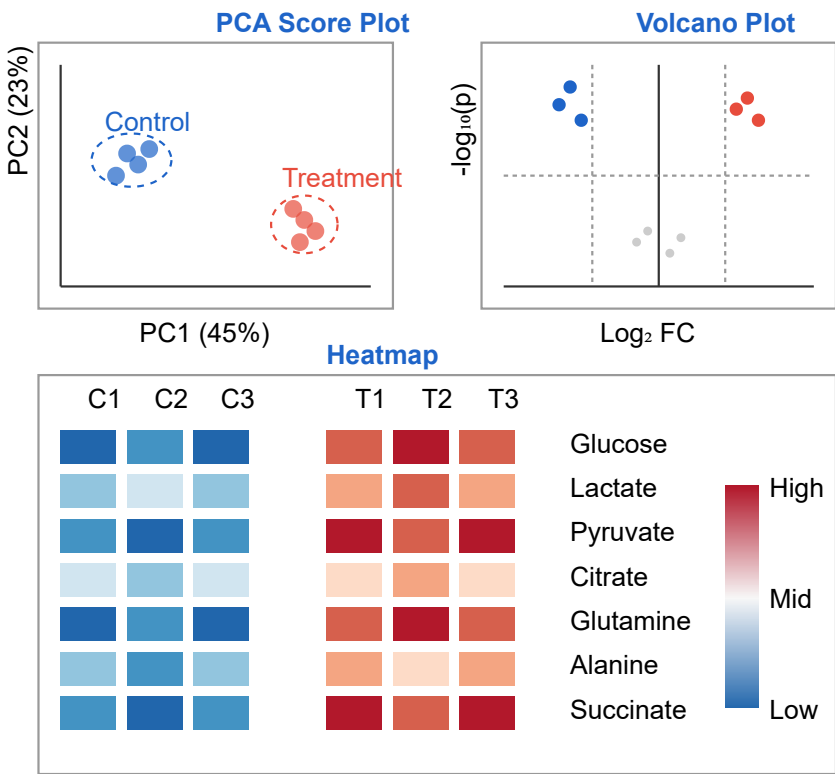 PCA Score Plot
PC2 (23%)
Control
Treatment
PC1 (45%)
Volcano Plot
-log₁₀(p)
Log₂ FC
Heatmap
C1 C2 C3 T1 T2 T3
Glucose
Lactate
Pyruvate
Citrate
Glutamine
Alanine
Succinate
High
Mid
Low